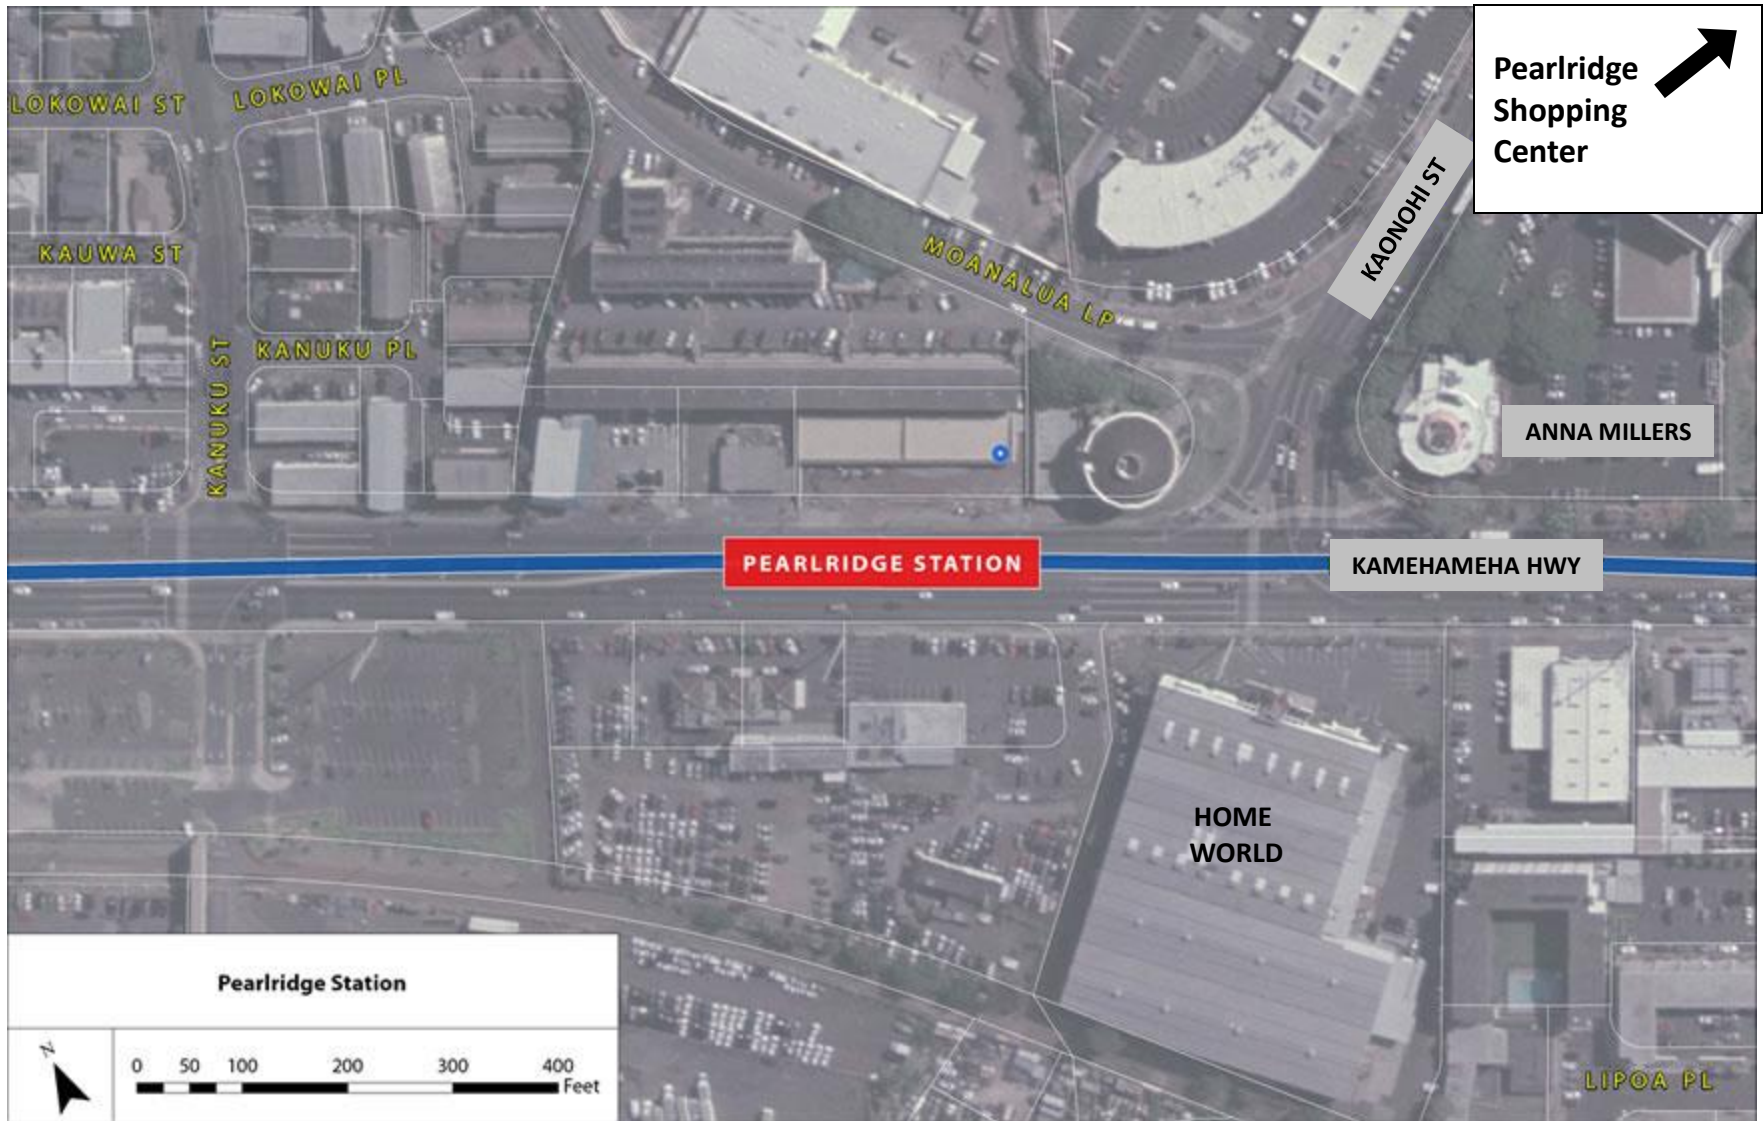 Pearlridge
Shopping
Center
LOKOWAI ST
LOKOWAI PL
KAONOHI ST
KAUWA ST
MOANALUA LP
KANUKU PL
KANUKU ST
ANNA MILLERS
PEARLRIDGE STATION
KAMEHAMEHA HWY
HOME
WORLD
Pearlridge Station
N
0 50 100 200 300 400
Feet
LIPOA PL